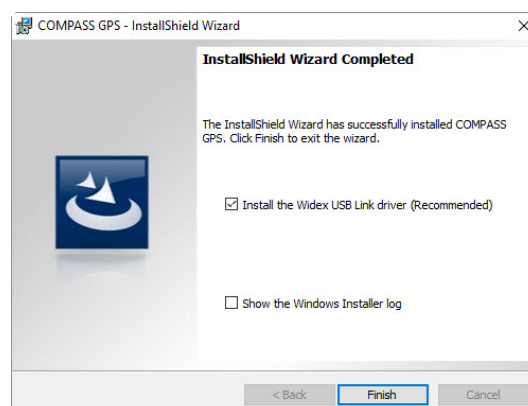 COMPASS GPS - InstallShield Wizard
InstallShield Wizard Completed
The InstallShield Wizard has successfully installed COMPASS
GPS. Click Finish to exit the wizard.
Install the Widex USB Link driver (Recommended)
Show the Windows Installer log
< Back Finish Cancel